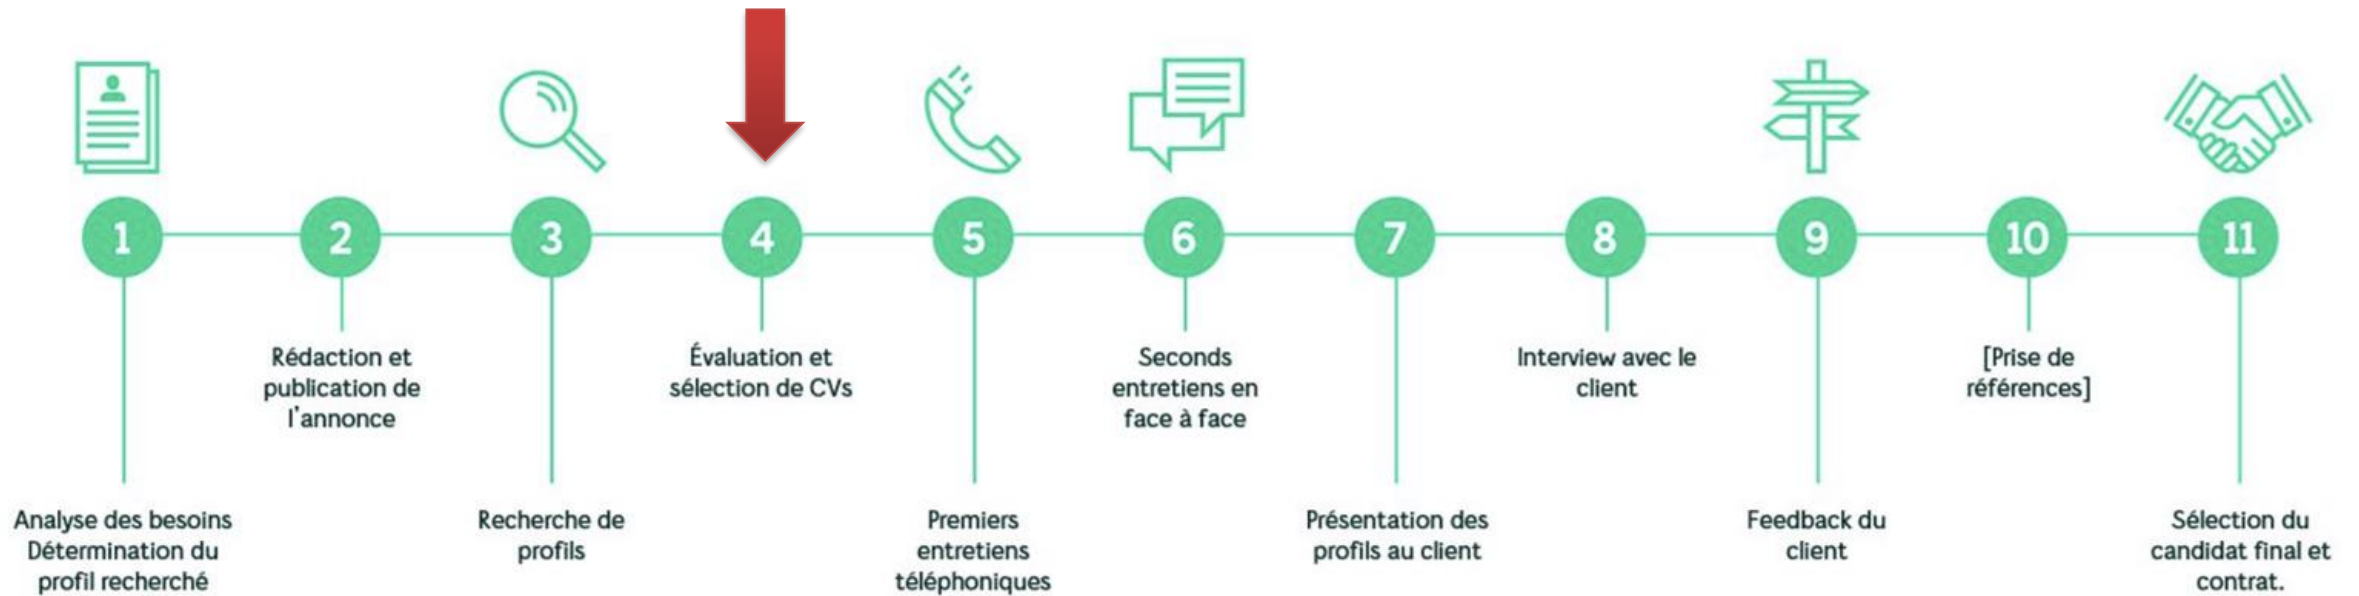 1
2
3
4
5
6
7
8
9
10
11
Analyse des besoins
Détermination du
profil recherché
Rédaction et
publication de
l'annonce
Recherche de
profils
Évaluation et
sélection de CVs
Premiers
entretiens
téléphoniques
Seconds
entretiens en
face à face
Présentation des
profils au client
Interview avec le
client
Feedback du
client
[Prise de
références]
Sélection du
candidat final et
contrat.